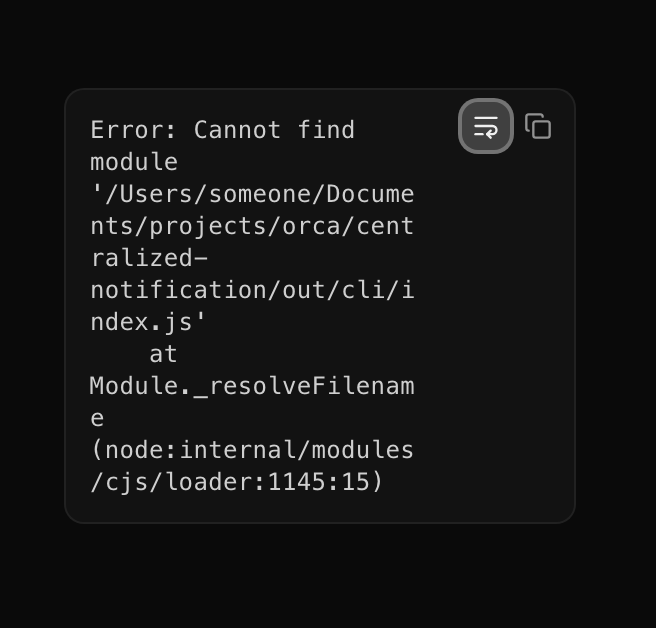 Error: Cannot find
module
'/Users/someone/Docume
nts/projects/orca/cent
ralized-
notification/out/cli/i
ndex.js'
    at
Module._resolveFilenam
e
(node:internal/modules
/cjs/loader:1145:15)